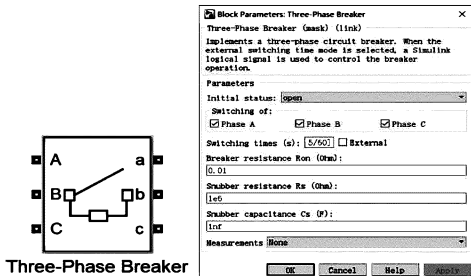 Block Parameters: Three-Phase Breaker
Three-Phase Breaker (mask) (link)
Implements a three-phase circuit breaker. When the
external switching time mode is selected, a Simulink
logical signal is used to control the breaker
operation.
Parameters
Initial status: open
Switching of:
Phase A Phase B Phase C
Switching times (s): [5/60] External
Breaker resistance Ron (Ohm):
0.01
Snubber resistance Rs (Ohm):
1e6
Snubber capacitance Cs (F):
inf
Measurements None
OK Cancel Help Apply
A a
B b
C c
Three-Phase Breaker